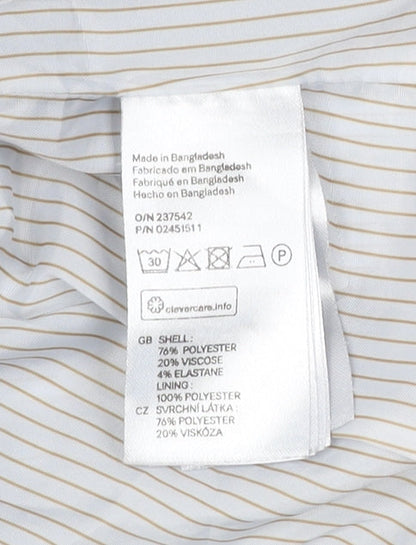 Made in Bangladesh
Fabricado em Bangladesh
Fabriqué en Bangladesh
Hecho en Bangladesh
O/N 237542
P/N 02451511
30 P
clevercare.info
GB SHELL :
76% POLYESTER
20% VISCOSE
4% ELASTANE
LINING :
100% POLYESTER
CZ SVRCHNÍ LÁTKA :
76% POLYESTER
20% VISKÓZA